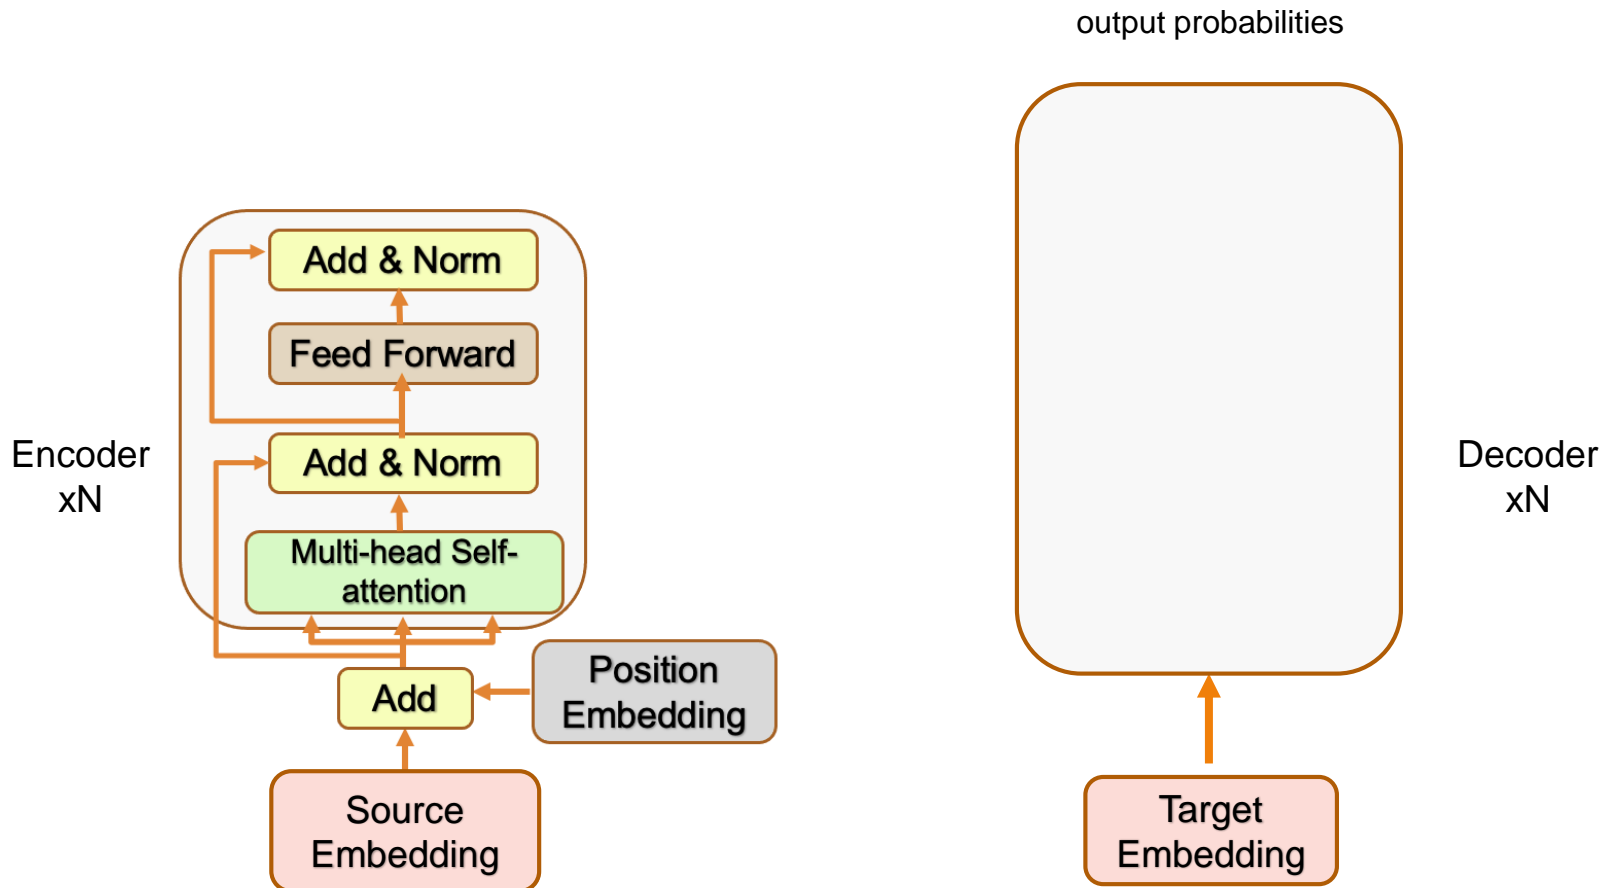 output probabilities
Add & Norm
Feed Forward
Encoder
xN
Add & Norm
Decoder
xN
Multi-head Self-
attention
Position
Embedding
Add
Source
Embedding
Target
Embedding